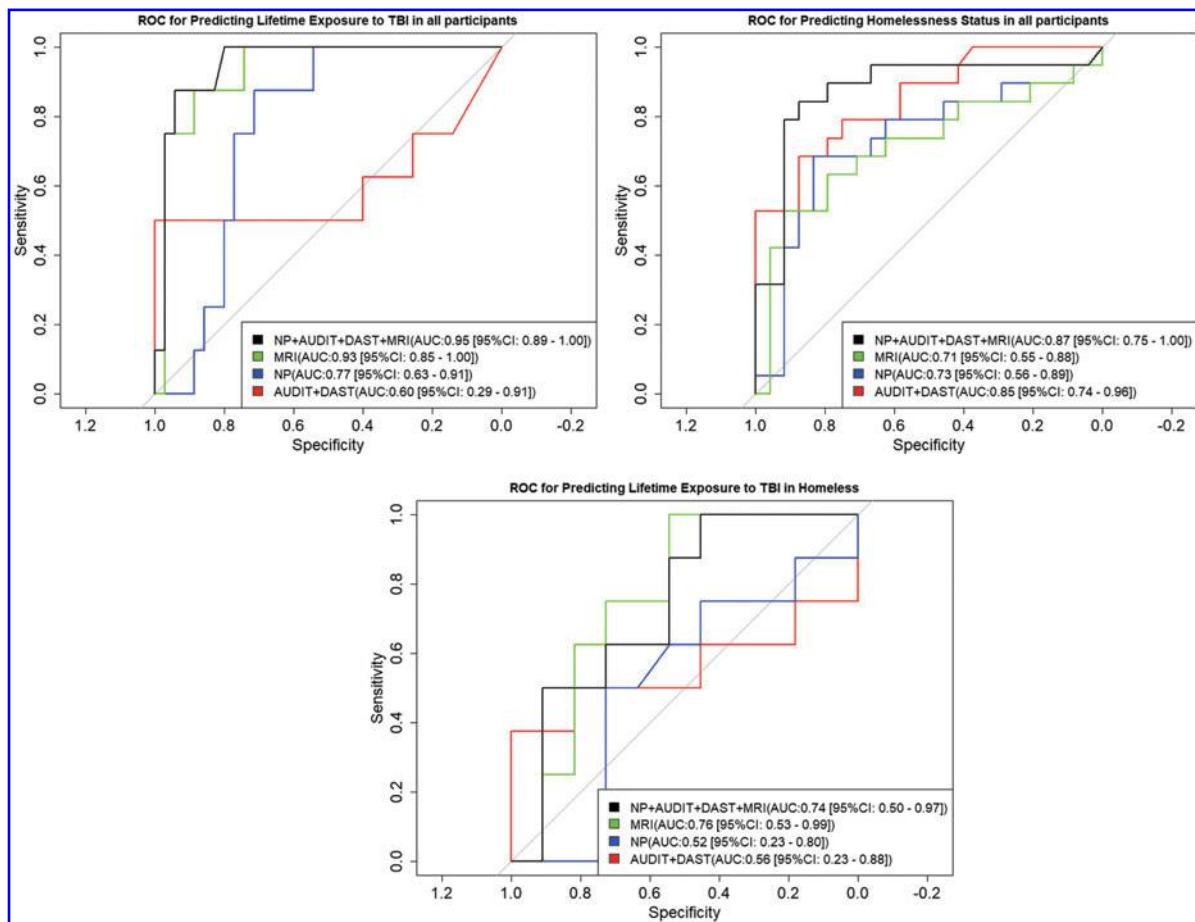 ROC for Predicting Lifetime Exposure to TBI in all participants
Sensitivity
1.0
0.8
0.6
0.4
0.2
0.0
NP+AUDIT+DAST+MRI(AUC:0.95 [95%CI: 0.89 - 1.00])
MRI(AUC:0.93 [95%CI: 0.85 - 1.00])
NP(AUC:0.77 [95%CI: 0.63 - 0.91])
AUDIT+DAST(AUC:0.60 [95%CI: 0.29 - 0.91])
1.2 1.0 0.8 0.6 0.4 0.2 0.0 -0.2
Specificity
ROC for Predicting Homelessness Status in all participants
Sensitivity
1.0
0.8
0.6
0.4
0.2
0.0
NP+AUDIT+DAST+MRI(AUC:0.87 [95%CI: 0.75 - 1.00])
MRI(AUC:0.71 [95%CI: 0.55 - 0.88])
NP(AUC:0.73 [95%CI: 0.56 - 0.89])
AUDIT+DAST(AUC:0.85 [95%CI: 0.74 - 0.96])
1.2 1.0 0.8 0.6 0.4 0.2 0.0 -0.2
Specificity
ROC for Predicting Lifetime Exposure to TBI in Homeless
Sensitivity
1.0
0.8
0.6
0.4
0.2
0.0
NP+AUDIT+DAST+MRI(AUC:0.74 [95%CI: 0.50 - 0.97])
MRI(AUC:0.76 [95%CI: 0.53 - 0.99])
NP(AUC:0.52 [95%CI: 0.23 - 0.80])
AUDIT+DAST(AUC:0.56 [95%CI: 0.23 - 0.88])
1.2 1.0 0.8 0.6 0.4 0.2 0.0 -0.2
Specificity